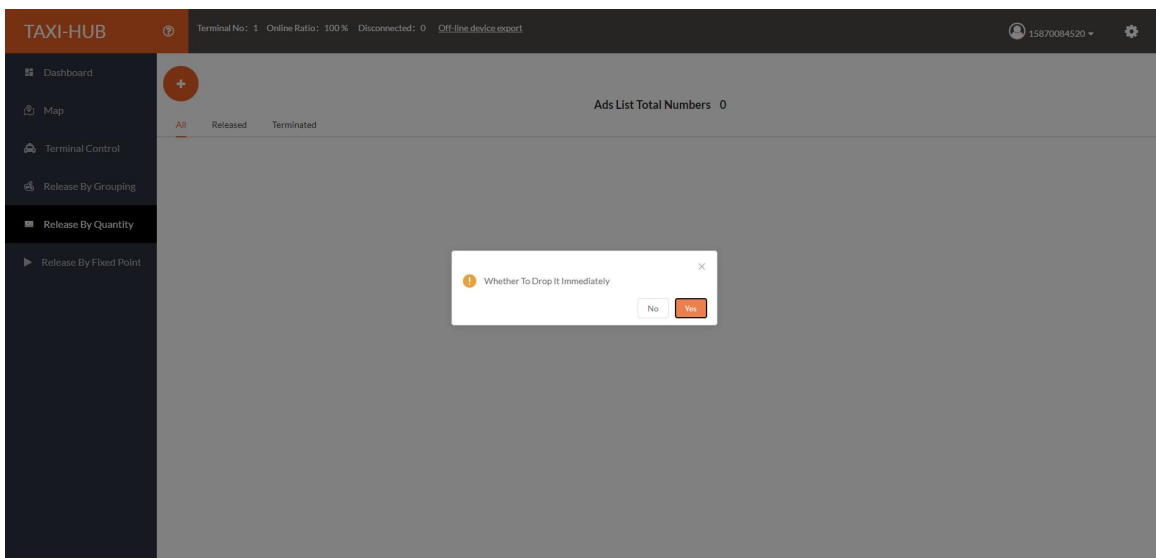 TAXI-HUB
Terminal No: 1 Online Ratio: 100 % Disconnected: 0 Off-line device export
15870084520
Dashboard
Map
Terminal Control
Release By Grouping
Release By Quantity
Release By Fixed Point
Ads List Total Numbers 0
All Released Terminated
Whether To Drop It Immediately
No Yes